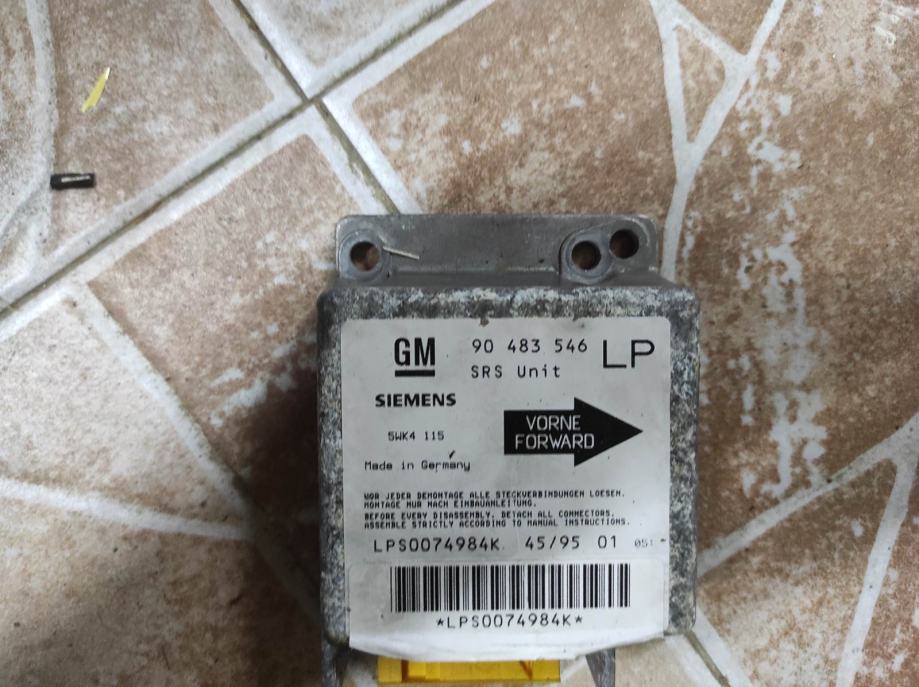 GM 90 483 546 LP
SRS Unit
SIEMENS
5WK4 115
VORNE
FORWARD
Made in Germany
VOR JEDER DEMONTAGE ALLE STECKVERBINDUNGEN LOESEN.
MONTAGE NUR NACH EINBAUANLEITUNG.
BEFORE EVERY DISASSEMBLY, DETACH ALL CONNECTORS.
ASSEMBLE STRICTLY ACCORDING TO MANUAL INSTRUCTIONS.
LPS0074984K 45/95 01
*LPS0074984K*